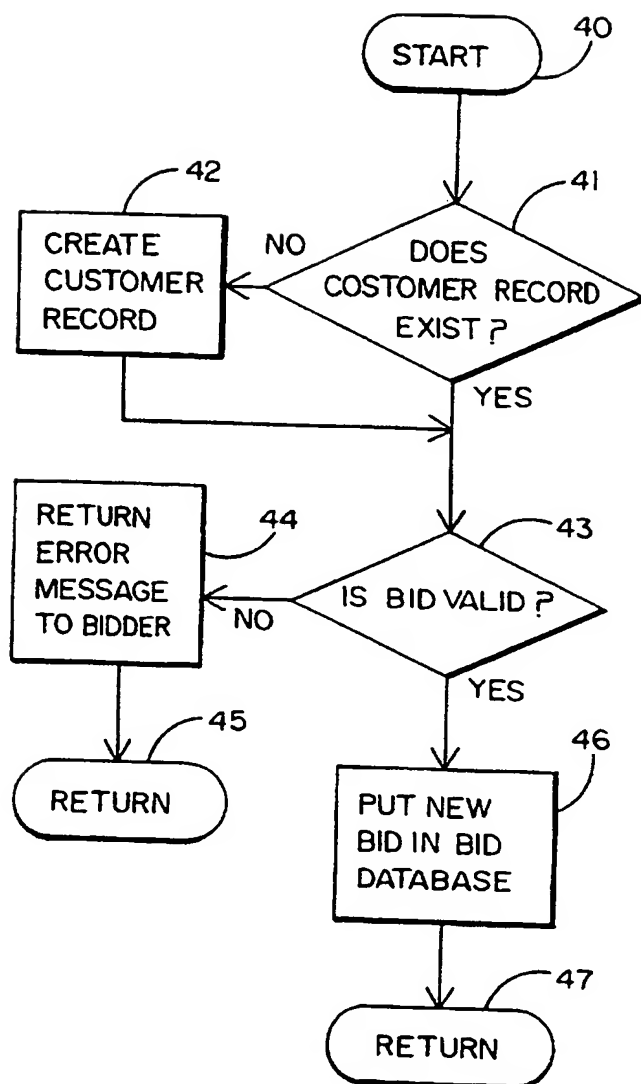 START
40
42
41
CREATE
CUSTOMER
RECORD
NO
DOES
COSTOMER RECORD
EXIST?
YES
RETURN
ERROR
MESSAGE
TO BIDDER
44
43
NO
IS BID VALID?
YES
45
RETURN
46
PUT NEW
BID IN BID
DATABASE
47
RETURN